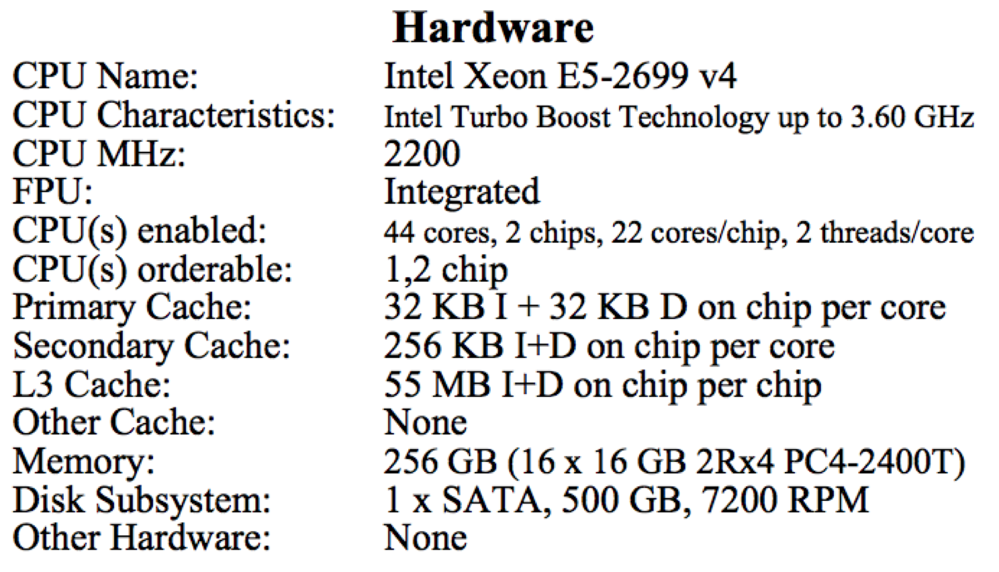 Hardware
CPU Name: Intel Xeon E5-2699 v4
CPU Characteristics: Intel Turbo Boost Technology up to 3.60 GHz
CPU MHz: 2200
FPU: Integrated
CPU(s) enabled: 44 cores, 2 chips, 22 cores/chip, 2 threads/core
CPU(s) orderable: 1,2 chip
Primary Cache: 32 KB I + 32 KB D on chip per core
Secondary Cache: 256 KB I+D on chip per core
L3 Cache: 55 MB I+D on chip per chip
Other Cache: None
Memory: 256 GB (16 x 16 GB 2Rx4 PC4-2400T)
Disk Subsystem: 1 x SATA, 500 GB, 7200 RPM
Other Hardware: None